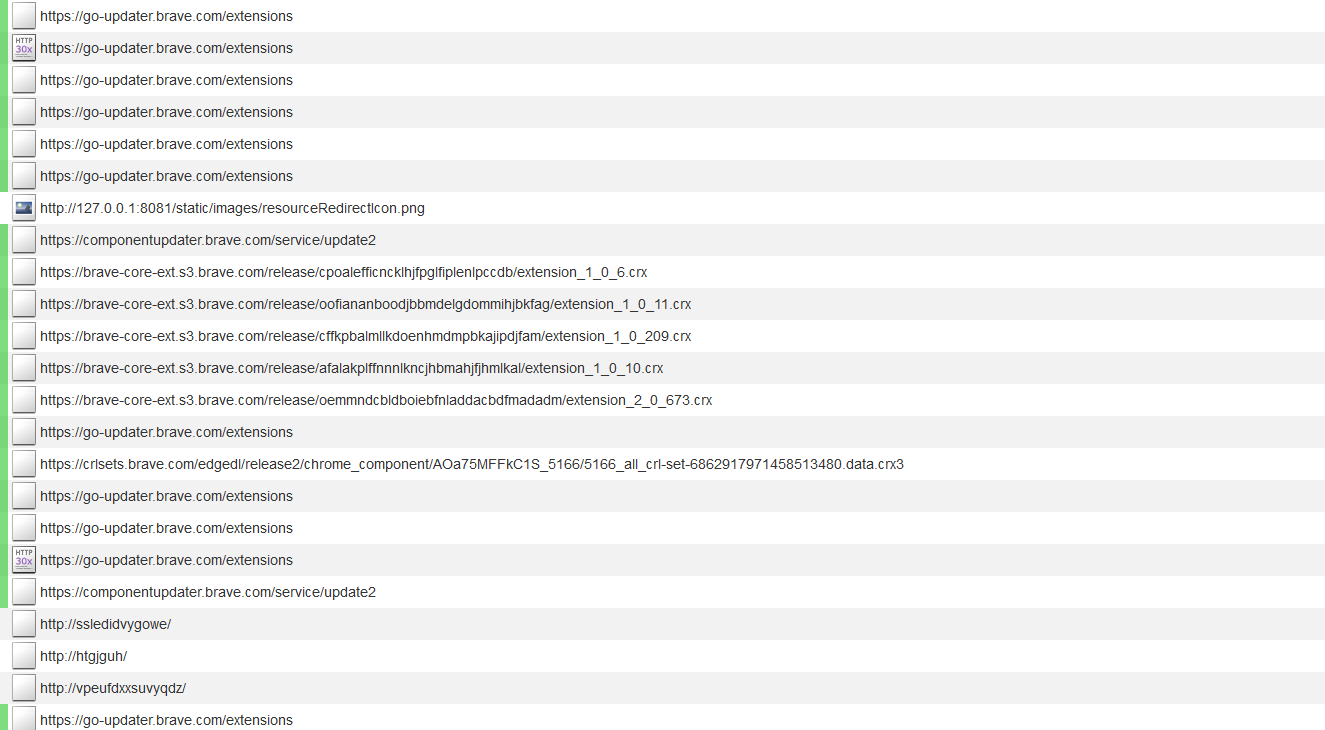 https://go-updater.brave.com/extensions
HTTP 30x https://go-updater.brave.com/extensions
https://go-updater.brave.com/extensions
https://go-updater.brave.com/extensions
https://go-updater.brave.com/extensions
https://go-updater.brave.com/extensions
http://127.0.0.1:8081/static/images/resourceRedirectIcon.png
https://componentupdater.brave.com/service/update2
https://brave-core-ext.s3.brave.com/release/cpoalefficncklhjfpglfiplenlpccdb/extension_1_0_6.crx
https://brave-core-ext.s3.brave.com/release/oofiananboodjbbmdelgdommihjbkfag/extension_1_0_11.crx
https://brave-core-ext.s3.brave.com/release/cffkpbalmllkdoenhmdmpbkajipdjfam/extension_1_0_209.crx
https://brave-core-ext.s3.brave.com/release/afalakplffnnnlkncjhbmahjfjhmlkal/extension_1_0_10.crx
https://brave-core-ext.s3.brave.com/release/oemmndcbldboiebfnladdacbdfmadadm/extension_2_0_673.crx
https://go-updater.brave.com/extensions
https://crlsets.brave.com/edgedl/release2/chrome_component/AOa75MFFkC1S_5166/5166_all_crl-set-6862917971458513480.data.crx3
https://go-updater.brave.com/extensions
https://go-updater.brave.com/extensions
HTTP 30x https://go-updater.brave.com/extensions
https://componentupdater.brave.com/service/update2
http://ssledidvygowe/
http://htgjguh/
http://vpeufdxxsuvyqdz/
https://go-updater.brave.com/extensions